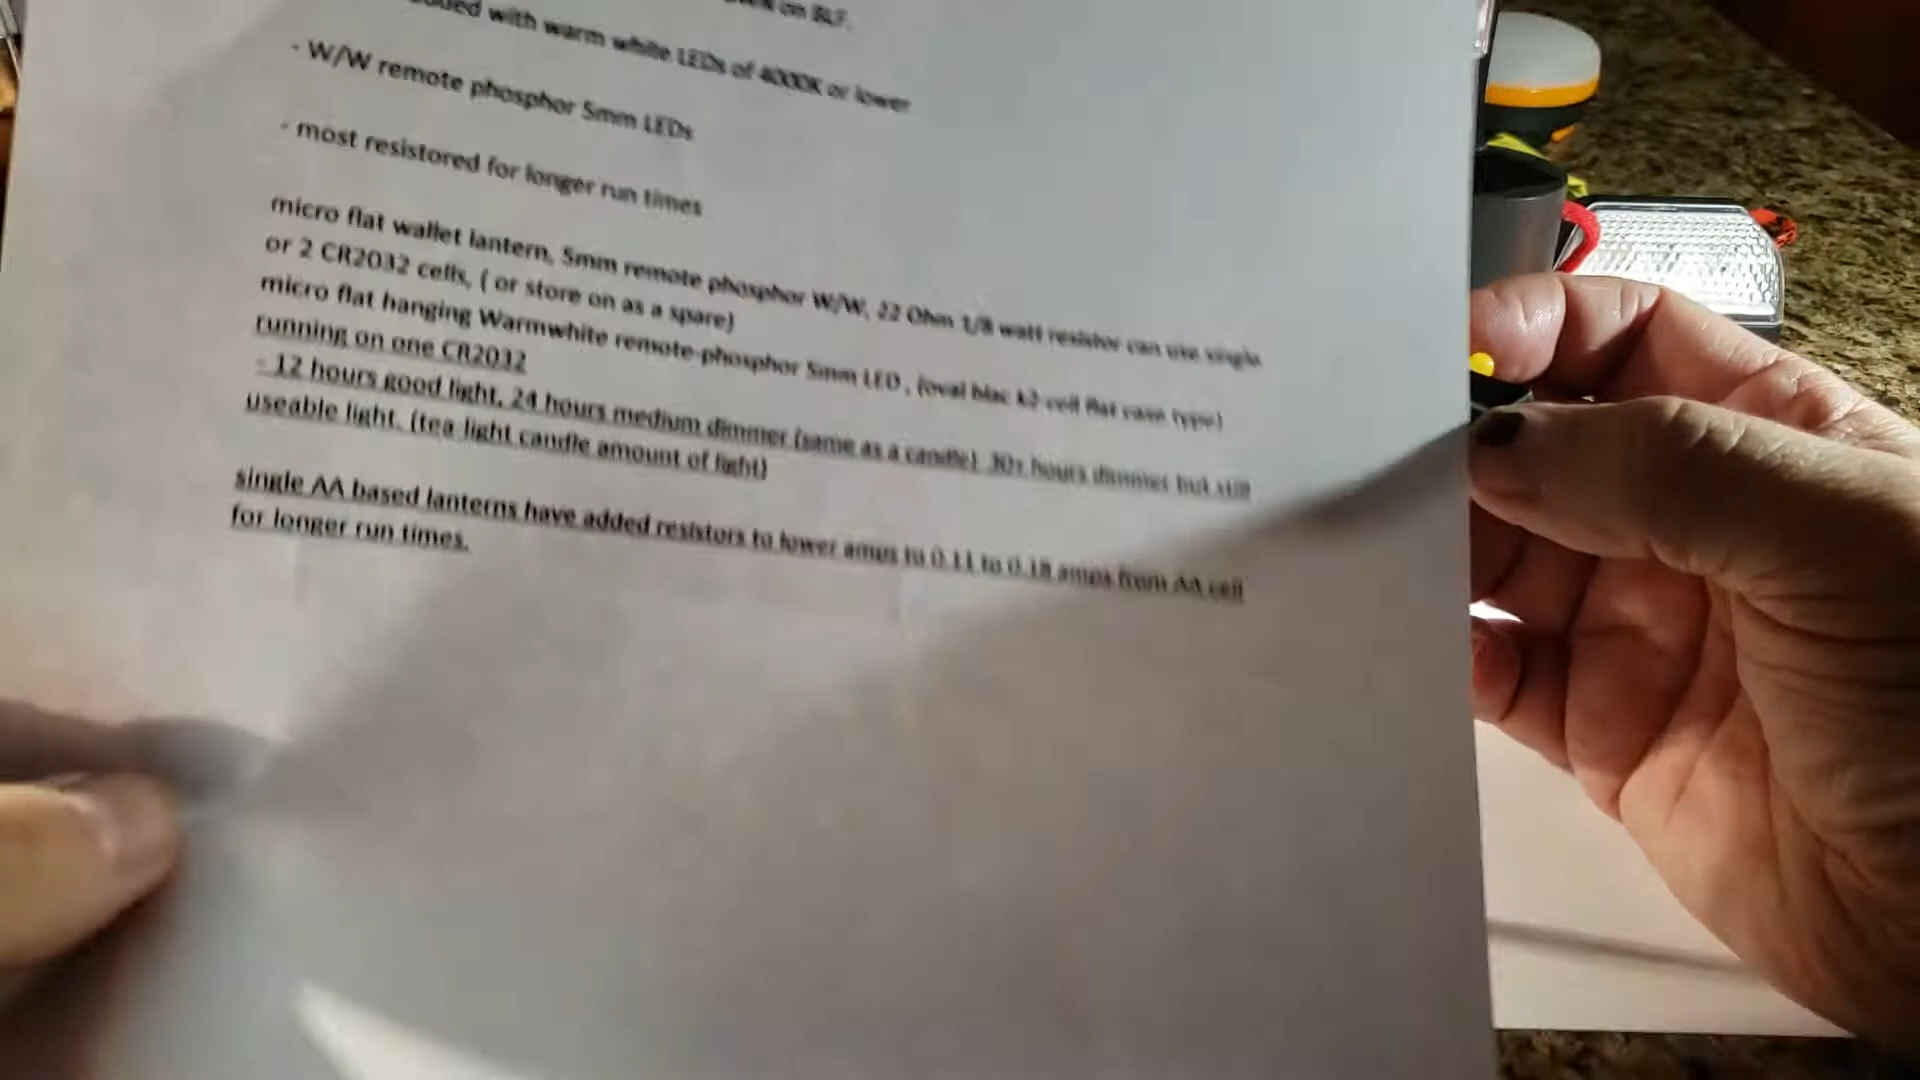 on BLF.
with warm white LEDs of 4000K or lower
- W/W remote phosphor 5mm LEDs
- most resistored for longer run times
micro flat wallet lantern, 5mm remote phosphor W/W, 22 Ohm 1/8 watt resistor can use single
or 2 CR2032 cells, ( or store on as a spare)
micro flat hanging Warmwhite remote-phosphor 5mm LED , (oval blac k2 cell flat case type)
running on one CR2032
- 12 hours good light, 24 hours medium dimmer (same as a candle) 30+ hours dimmer but still
useable light. (tea light candle amount of light)
single AA based lanterns have added resistors to lower amps to 0.11 to 0.18 amps from AA cell
for longer run times.